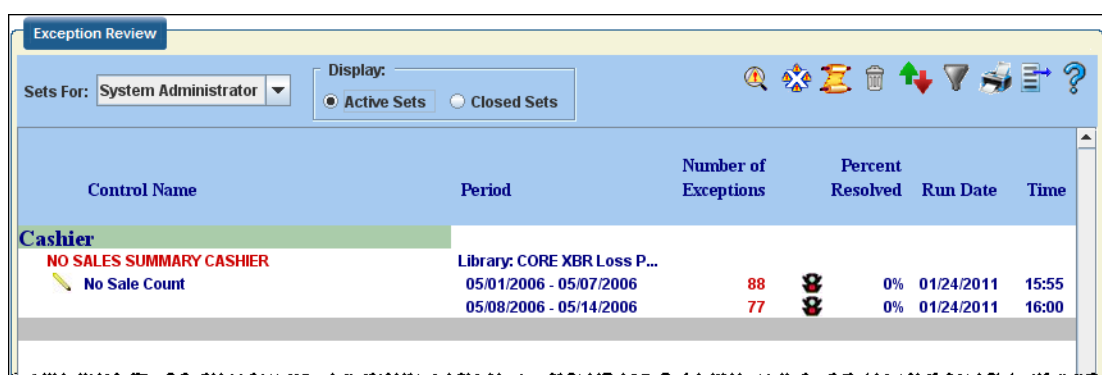 Exception Review
Sets For: System Administrator
Display:
Active Sets Closed Sets
Control Name Period Number of Exceptions Percent Resolved Run Date Time
Cashier
NO SALES SUMMARY CASHIER Library: CORE XBR Loss P...
No Sale Count 05/01/2006 - 05/07/2006 88 0% 01/24/2011 15:55
05/08/2006 - 05/14/2006 77 0% 01/24/2011 16:00